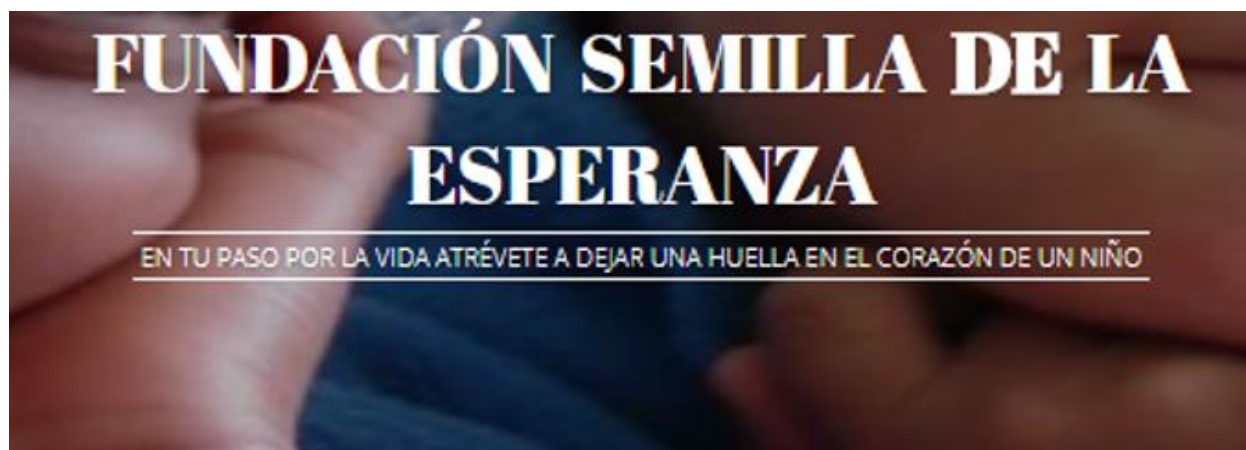 FUNDACIÓN SEMILLA DE LA
ESPERANZA
EN TU PASO POR LA VIDA ATRÉVETE A DEJAR UNA HUELLA EN EL CORAZÓN DE UN NIÑO